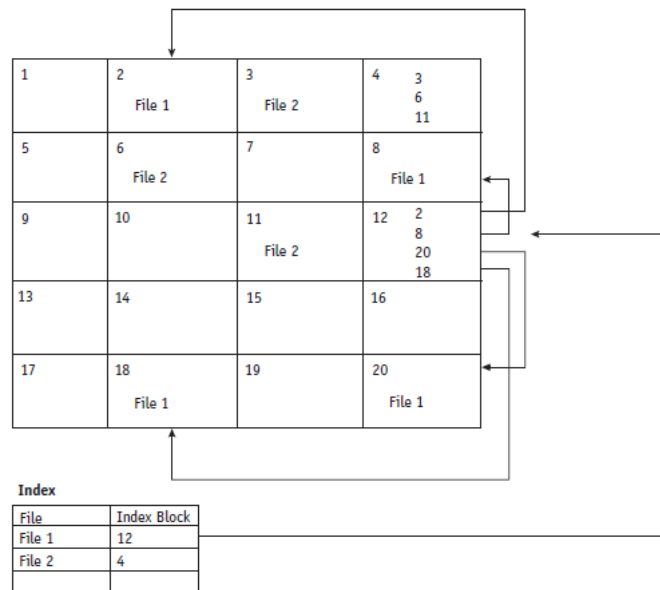 1 2 3 4 3
File 1 File 2 6
11
5 6 7 8
File 2 File 1
9 10 11 12 2
8
File 2 20
18
13 14 15 16
17 18 19 20
File 1 File 1
Index
File Index Block
File 1 12
File 2 4